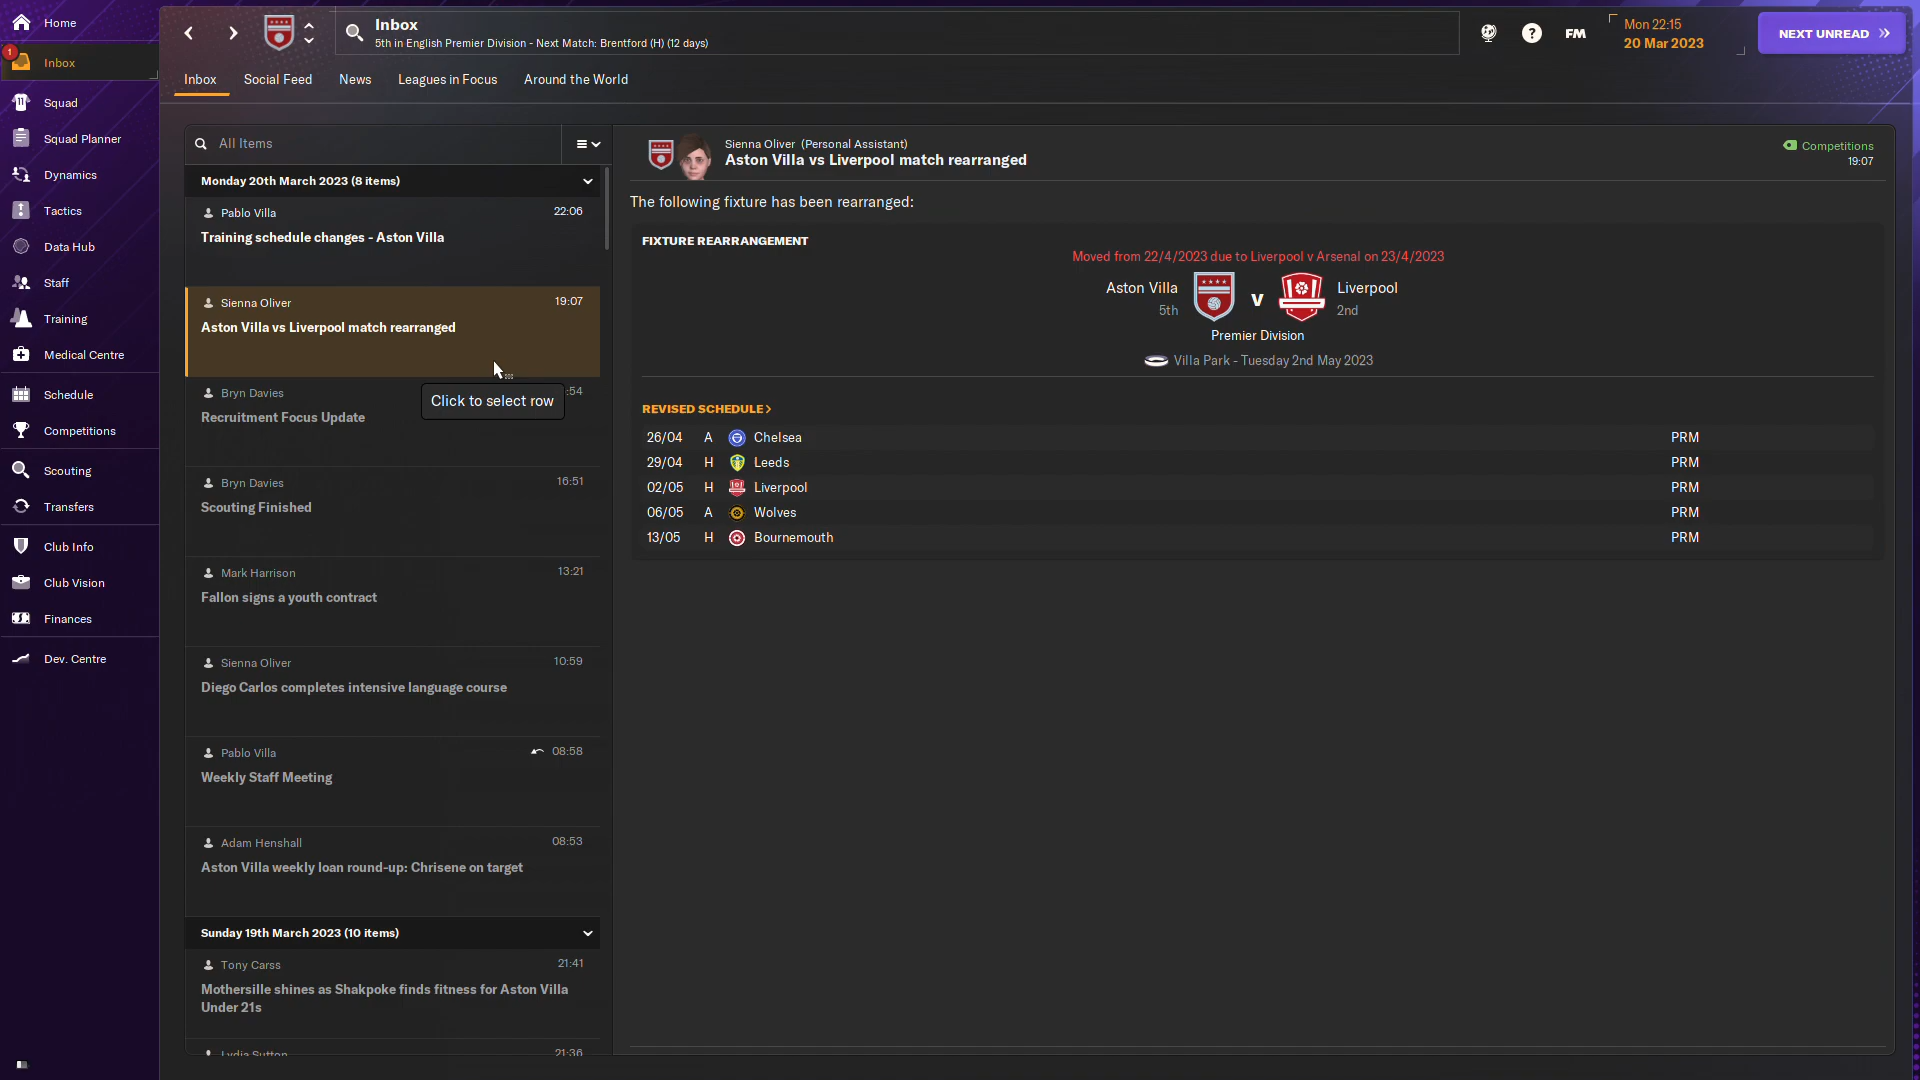 Home
1
Inbox
Squad
Squad Planner
Dynamics
Tactics
Data Hub
Staff
Training
Medical Centre
Schedule
Competitions
Scouting
Transfers
Club Info
Club Vision
Finances
Dev. Centre
Inbox
5th in English Premier Division - Next Match: Brentford (H) (12 days)
FM
Mon 22:15
20 Mar 2023
NEXT UNREAD
Inbox Social Feed News Leagues in Focus Around the World
All Items
Monday 20th March 2023 (8 items)
Pablo Villa 22:06
Training schedule changes - Aston Villa
Sienna Oliver 19:07
Aston Villa vs Liverpool match rearranged
Bryn Davies :54
Recruitment Focus Update
Click to select row
Bryn Davies 16:51
Scouting Finished
Mark Harrison 13:21
Fallon signs a youth contract
Sienna Oliver 10:59
Diego Carlos completes intensive language course
Pablo Villa 08:58
Weekly Staff Meeting
Adam Henshall 08:53
Aston Villa weekly loan round-up: Chrisene on target
Sunday 19th March 2023 (10 items)
Tony Carss 21:41
Mothersille shines as Shakpoke finds fitness for Aston Villa
Under 21s
Lydia Sutton 21:36
Sienna Oliver (Personal Assistant)
Aston Villa vs Liverpool match rearranged
Competitions
19:07
The following fixture has been rearranged:
FIXTURE REARRANGEMENT
Moved from 22/4/2023 due to Liverpool v Arsenal on 23/4/2023
Aston Villa v Liverpool
5th 2nd
Premier Division
Villa Park - Tuesday 2nd May 2023
REVISED SCHEDULE >
26/04 A Chelsea PRM
29/04 H Leeds PRM
02/05 H Liverpool PRM
06/05 A Wolves PRM
13/05 H Bournemouth PRM